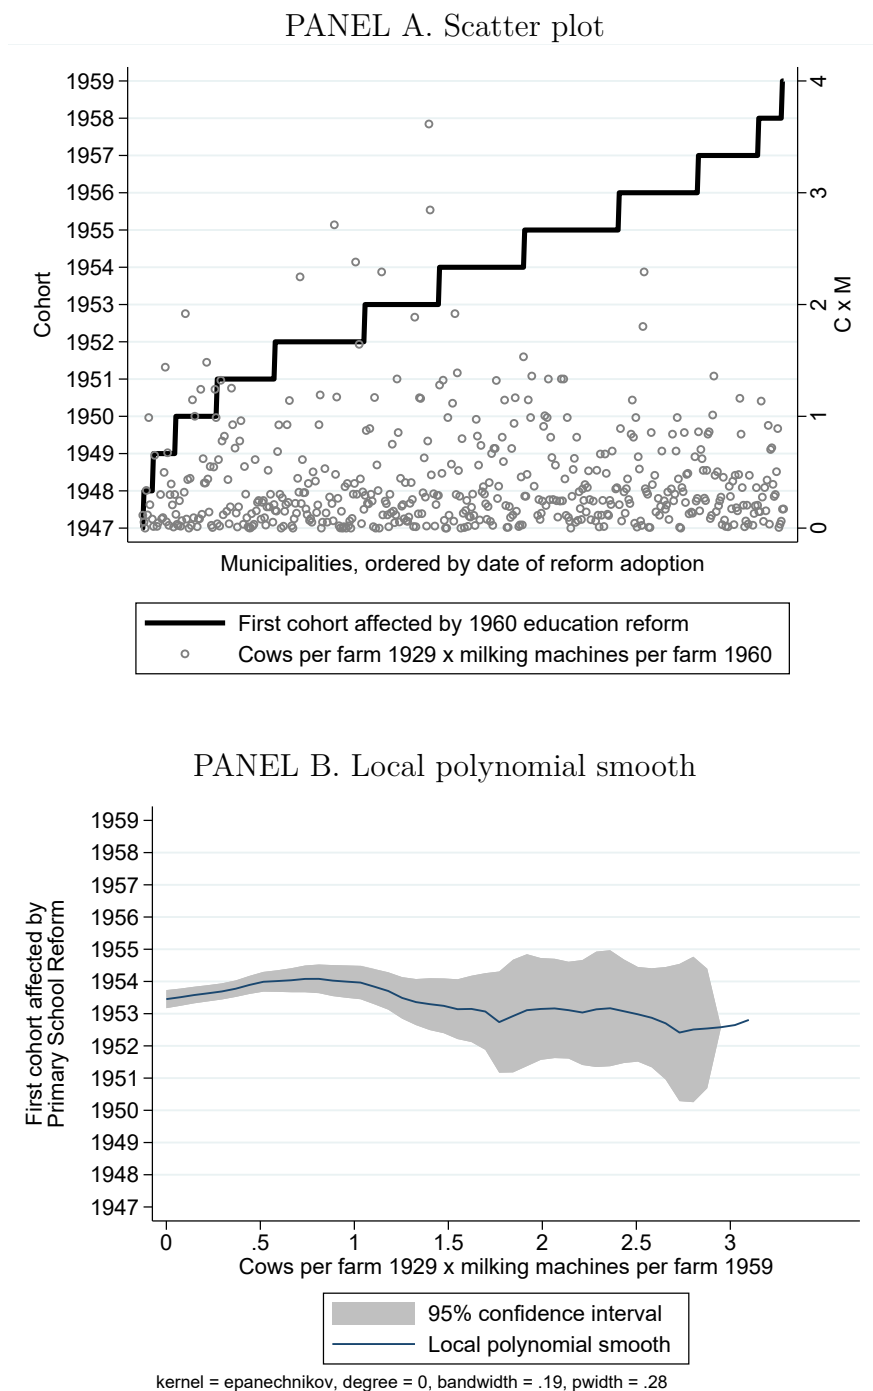 PANEL A. Scatter plot
1959
1958
1957
1956
1955
1954
1953
1952
1951
1950
1949
1948
1947
Cohort
4
3
2
1
0
C x M
Municipalities, ordered by date of reform adoption
First cohort affected by 1960 education reform
Cows per farm 1929 x milking machines per farm 1960
PANEL B. Local polynomial smooth
1959
1958
1957
1956
1955
1954
1953
1952
1951
1950
1949
1948
1947
First cohort affected by
Primary School Reform
0 .5 1 1.5 2 2.5 3
Cows per farm 1929 x milking machines per farm 1959
95% confidence interval
Local polynomial smooth
kernel = epanechnikov, degree = 0, bandwidth = .19, pwidth = .28